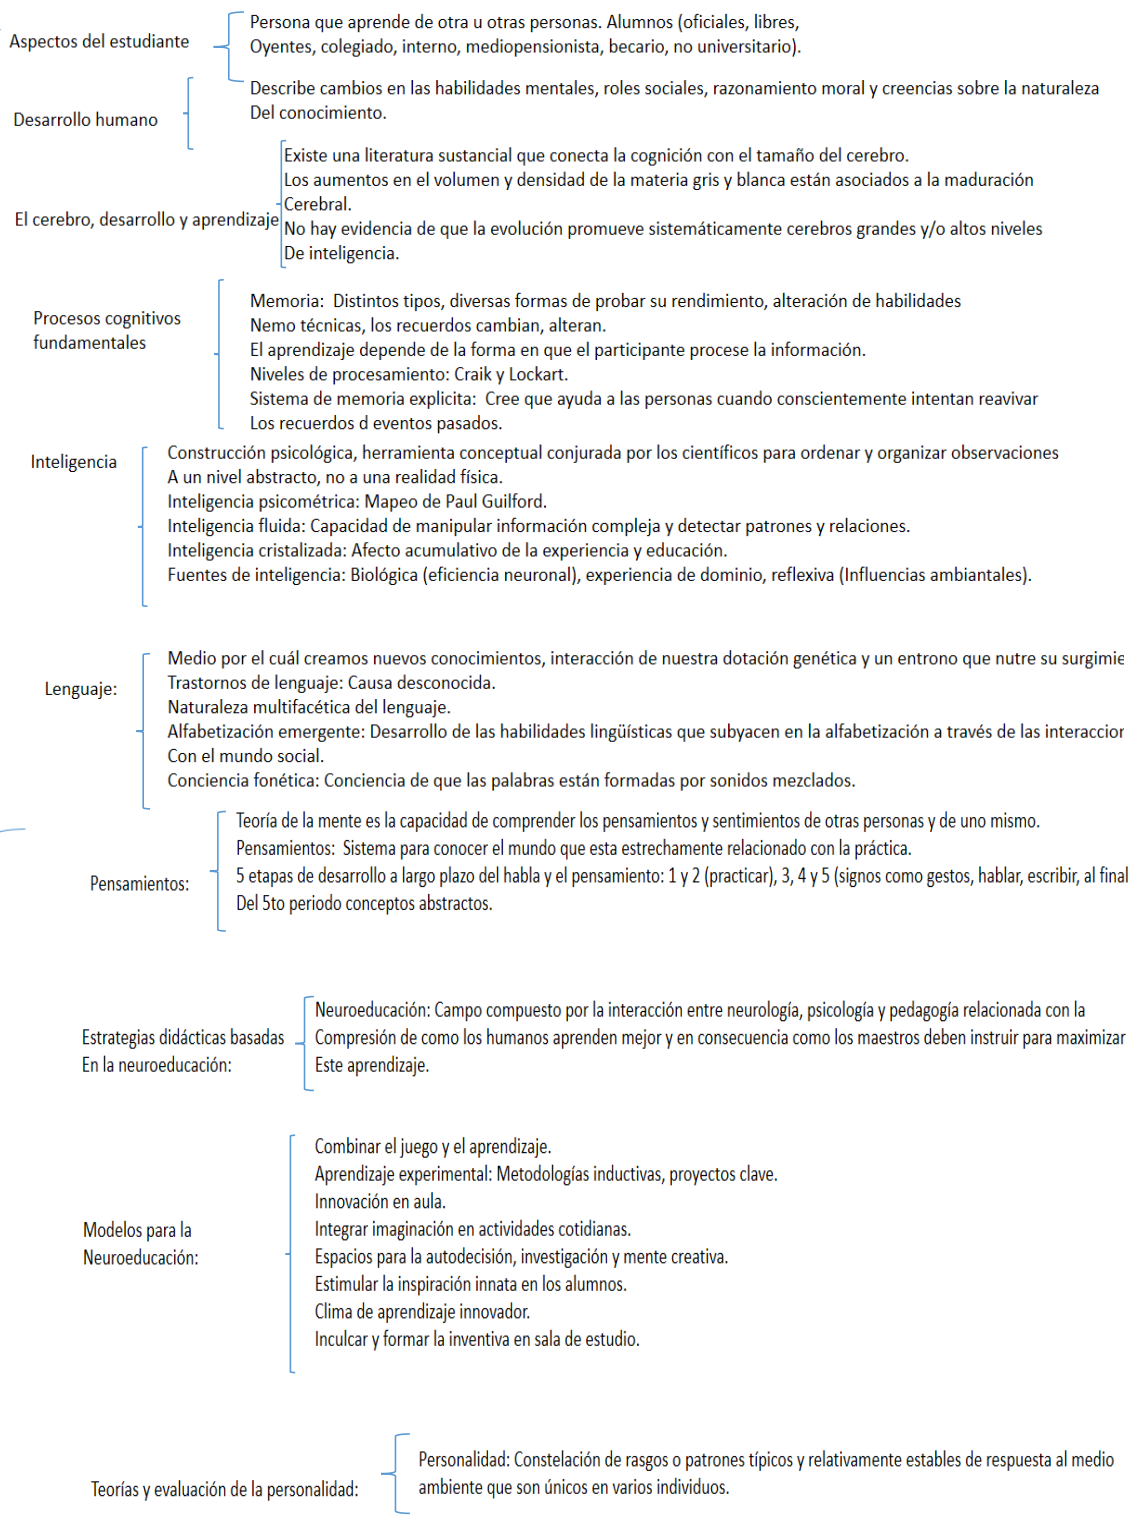 Aspectos del estudiante
Persona que aprende de otra u otras personas. Alumnos (oficiales, libres,
Oyentes, colegiado, interno, mediopensionista, becario, no universitario).
Desarrollo humano
Describe cambios en las habilidades mentales, roles sociales, razonamiento moral y creencias sobre la naturaleza
Del conocimiento.
El cerebro, desarrollo y aprendizaje
Existe una literatura sustancial que conecta la cognición con el tamaño del cerebro.
Los aumentos en el volumen y densidad de la materia gris y blanca están asociados a la maduración
Cerebral.
No hay evidencia de que la evolución promueve sistemáticamente cerebros grandes y/o altos niveles
De inteligencia.
Procesos cognitivos
fundamentales
Memoria:  Distintos tipos, diversas formas de probar su rendimiento, alteración de habilidades
Nemo técnicas, los recuerdos cambian, alteran.
El aprendizaje depende de la forma en que el participante procese la información.
Niveles de procesamiento: Craik y Lockart.
Sistema de memoria explicita:  Cree que ayuda a las personas cuando conscientemente intentan reavivar
Los recuerdos d eventos pasados.
Inteligencia
Construcción psicológica, herramienta conceptual conjurada por los científicos para ordenar y organizar observaciones
A un nivel abstracto, no a una realidad física.
Inteligencia psicométrica: Mapeo de Paul Guilford.
Inteligencia fluida: Capacidad de manipular información compleja y detectar patrones y relaciones.
Inteligencia cristalizada: Afecto acumulativo de la experiencia y educación.
Fuentes de inteligencia: Biológica (eficiencia neuronal), experiencia de dominio, reflexiva (Influencias ambiantales).
Lenguaje:
Medio por el cuál creamos nuevos conocimientos, interacción de nuestra dotación genética y un entrono que nutre su surgimie
Trastornos de lenguaje: Causa desconocida.
Naturaleza multifacética del lenguaje.
Alfabetización emergente: Desarrollo de las habilidades lingüísticas que subyacen en la alfabetización a través de las interaccion
Con el mundo social.
Conciencia fonética: Conciencia de que las palabras están formadas por sonidos mezclados.
Pensamientos:
Teoría de la mente es la capacidad de comprender los pensamientos y sentimientos de otras personas y de uno mismo.
Pensamientos:  Sistema para conocer el mundo que esta estrechamente relacionado con la práctica.
5 etapas de desarrollo a largo plazo del habla y el pensamiento: 1 y 2 (practicar), 3, 4 y 5 (signos como gestos, hablar, escribir, al final
Del 5to periodo conceptos abstractos.
Estrategias didácticas basadas
En la neuroeducación:
Neuroeducación: Campo compuesto por la interacción entre neurología, psicología y pedagogía relacionada con la
Compresión de como los humanos aprenden mejor y en consecuencia como los maestros deben instruir para maximizar
Este aprendizaje.
Modelos para la
Neuroeducación:
Combinar el juego y el aprendizaje.
Aprendizaje experimental: Metodologías inductivas, proyectos clave.
Innovación en aula.
Integrar imaginación en actividades cotidianas.
Espacios para la autodecisión, investigación y mente creativa.
Estimular la inspiración innata en los alumnos.
Clima de aprendizaje innovador.
Inculcar y formar la inventiva en sala de estudio.
Teorías y evaluación de la personalidad:
Personalidad: Constelación de rasgos o patrones típicos y relativamente estables de respuesta al medio
ambiente que son únicos en varios individuos.